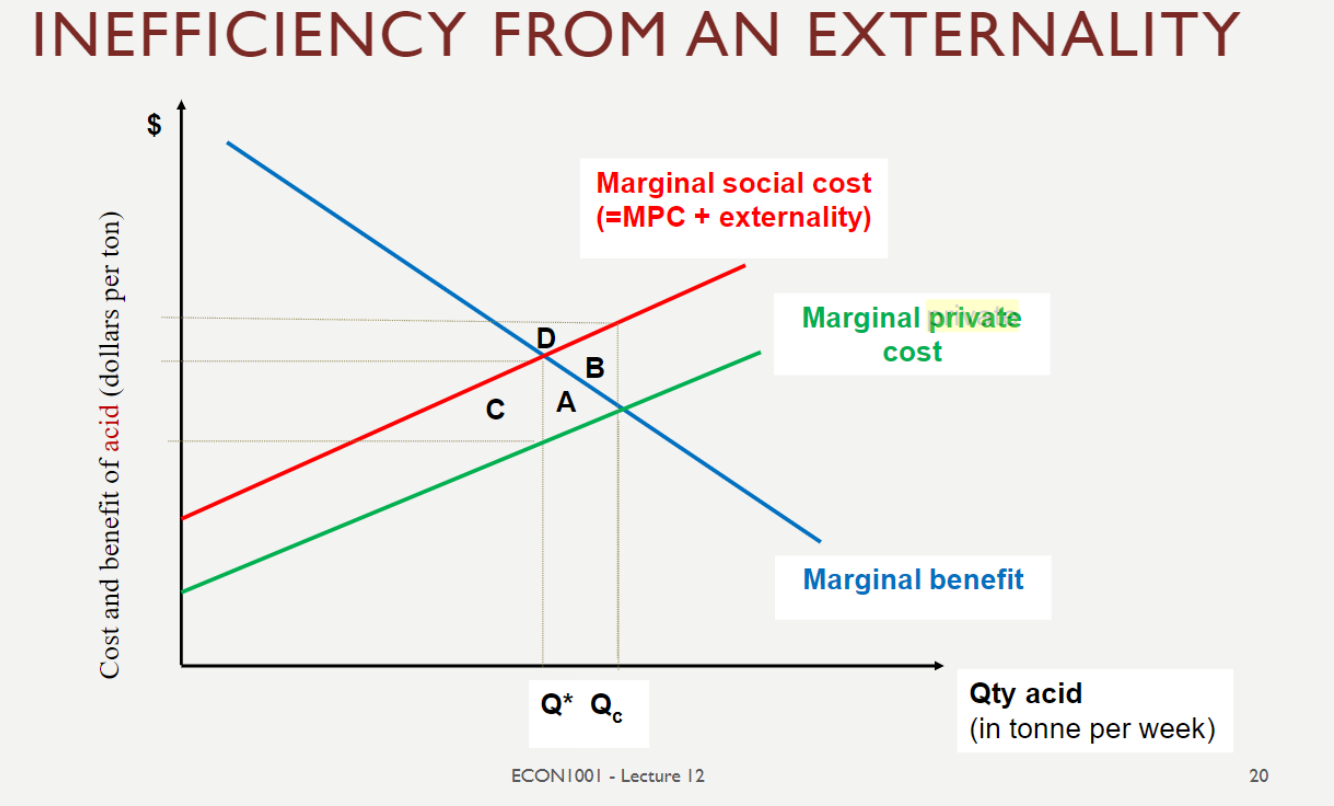 INEFFICIENCY FROM AN EXTERNALITY
$
Cost and benefit of acid (dollars per ton)
Marginal social cost
(=MPC + externality)
Marginal private
cost
D
B
A
C
Marginal benefit
Q* Qc
Qty acid
(in tonne per week)
ECON1001 - Lecture 12
20